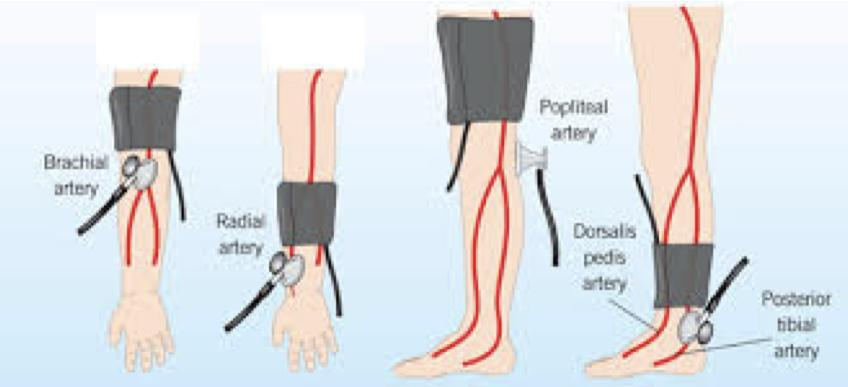 Brachial
artery
Radial
artery
Popliteal
artery
Dorsalis
pedis
artery
Posterior
tibial
artery